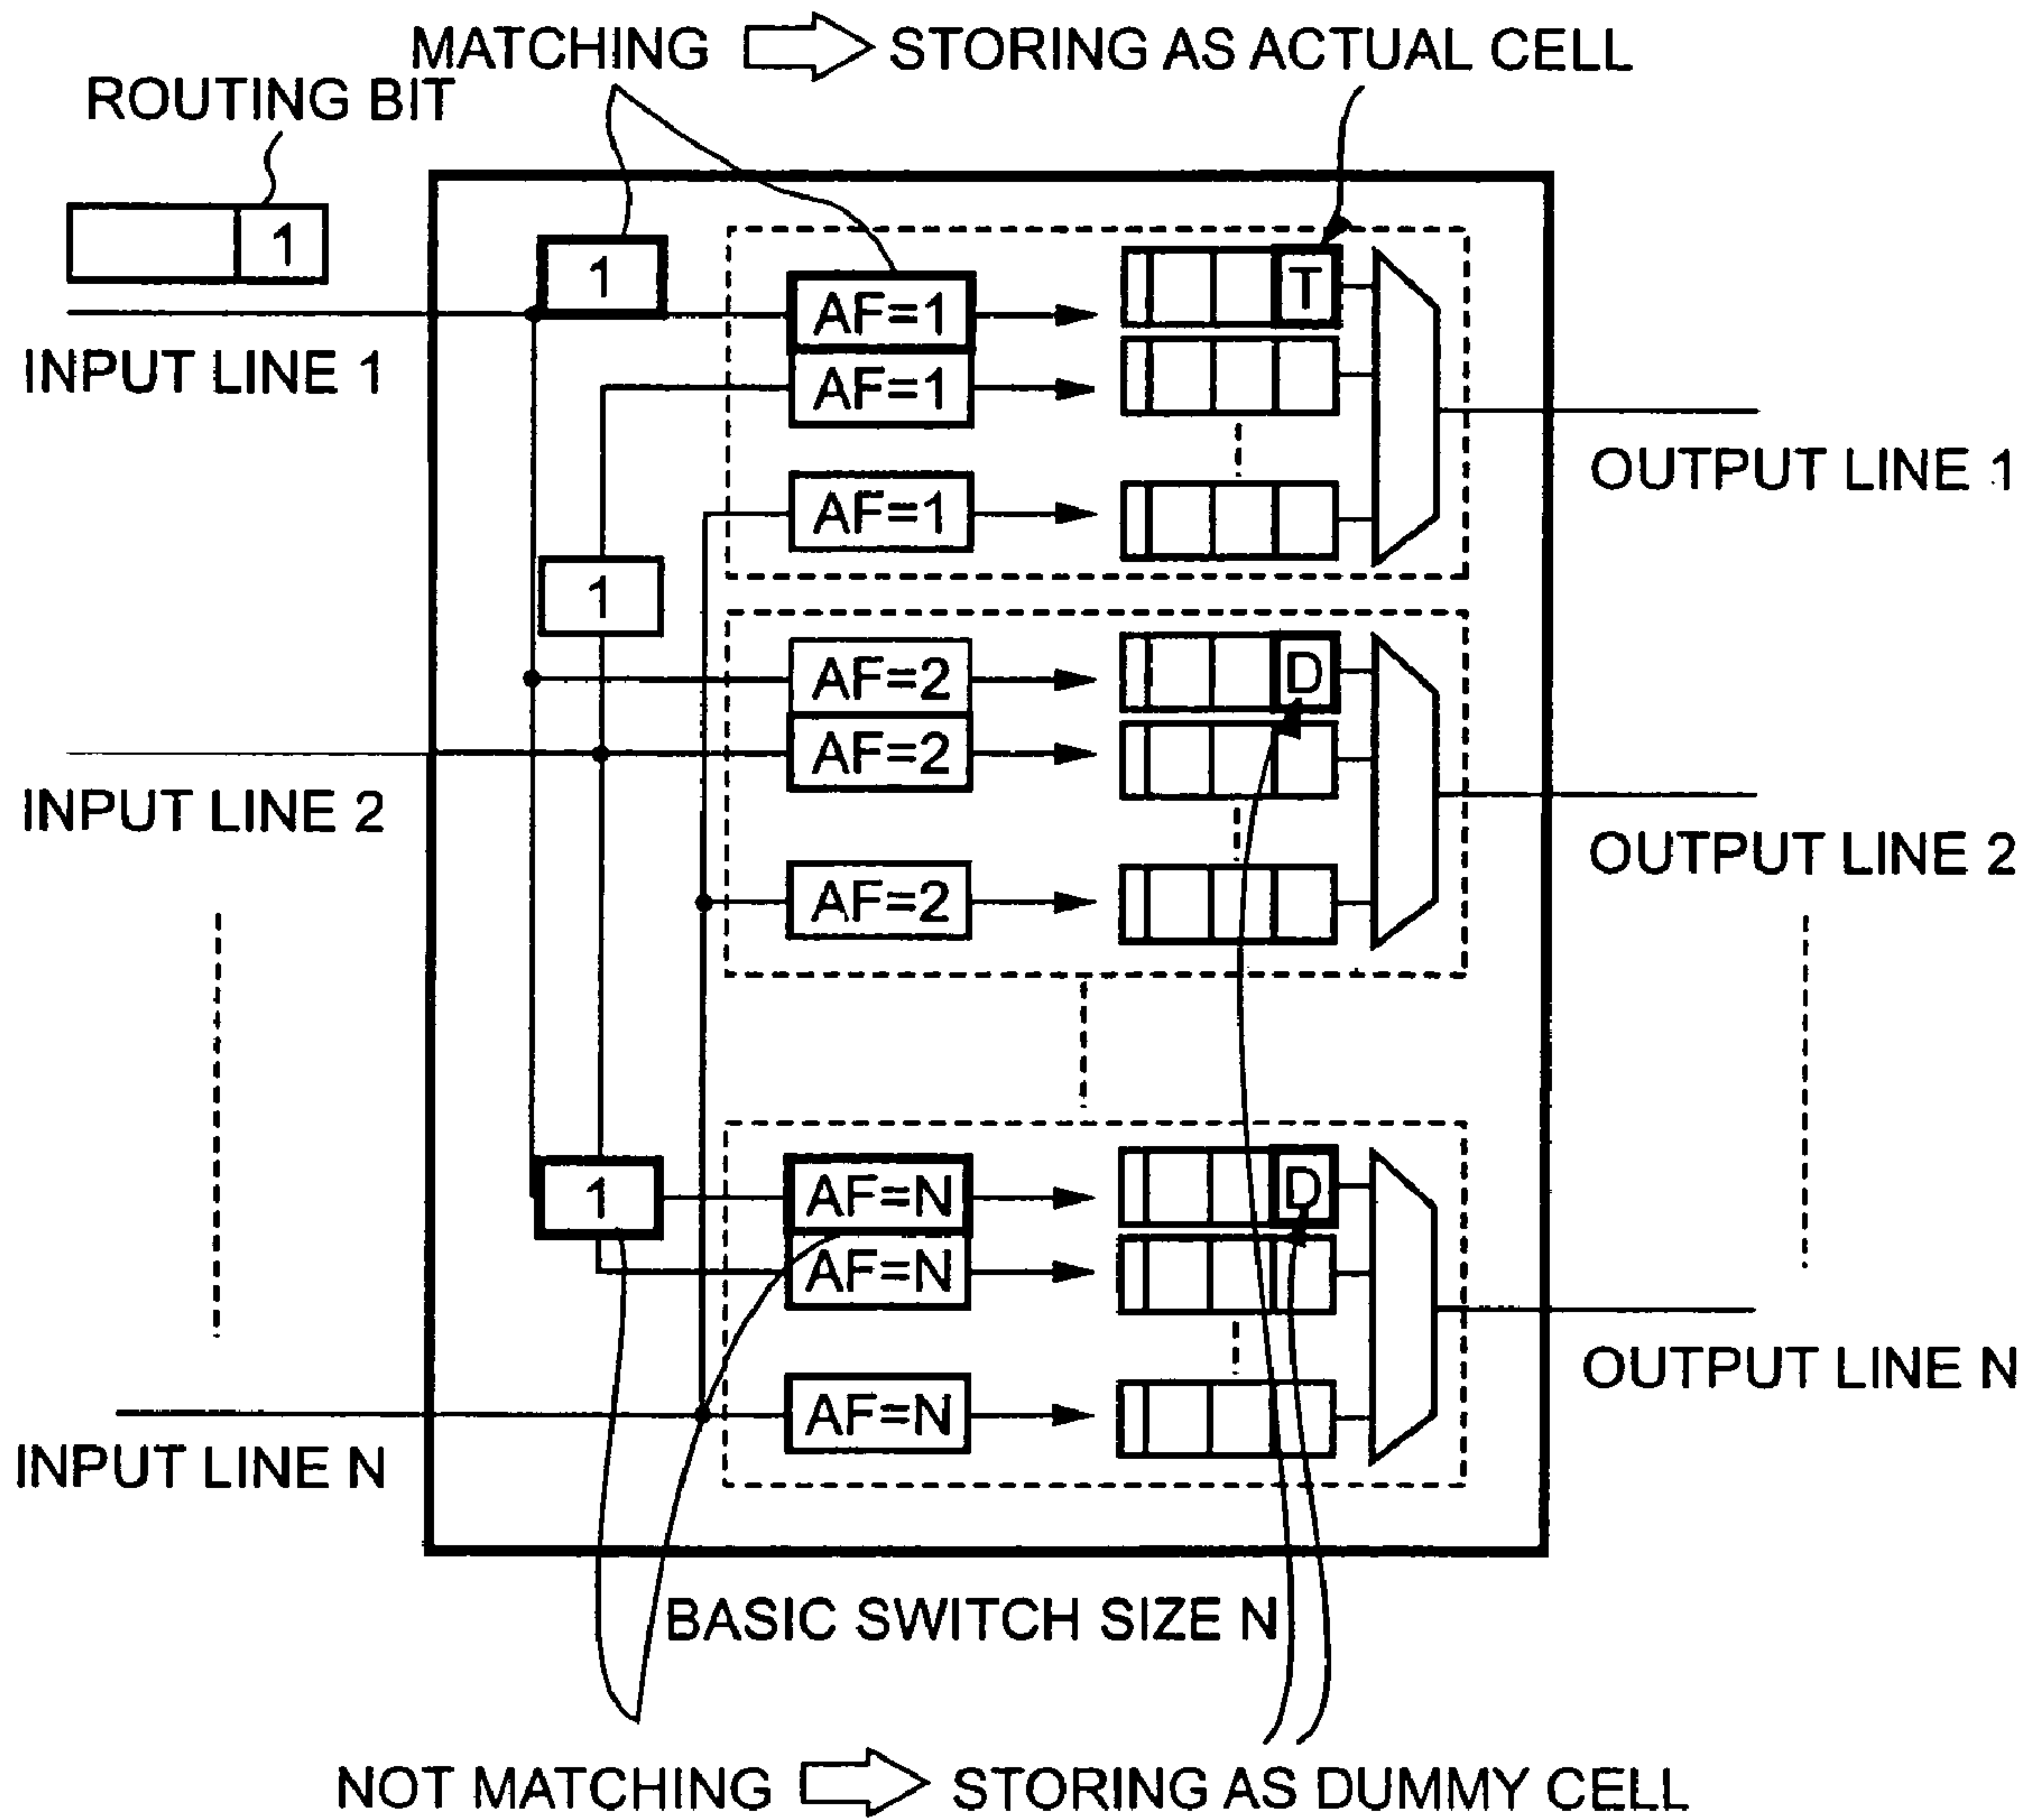 MATCHING STORING AS ACTUAL CELL
ROUTING BIT
1
1
T
AF=1
INPUT LINE 1
AF=1
OUTPUT LINE 1
AF=1
1
AF=2
D
AF=2
INPUT LINE 2
OUTPUT LINE 2
AF=2
1
AF=N
D
AF=N
OUTPUT LINE N
AF=N
INPUT LINE N
BASIC SWITCH SIZE N
NOT MATCHING STORING AS DUMMY CELL